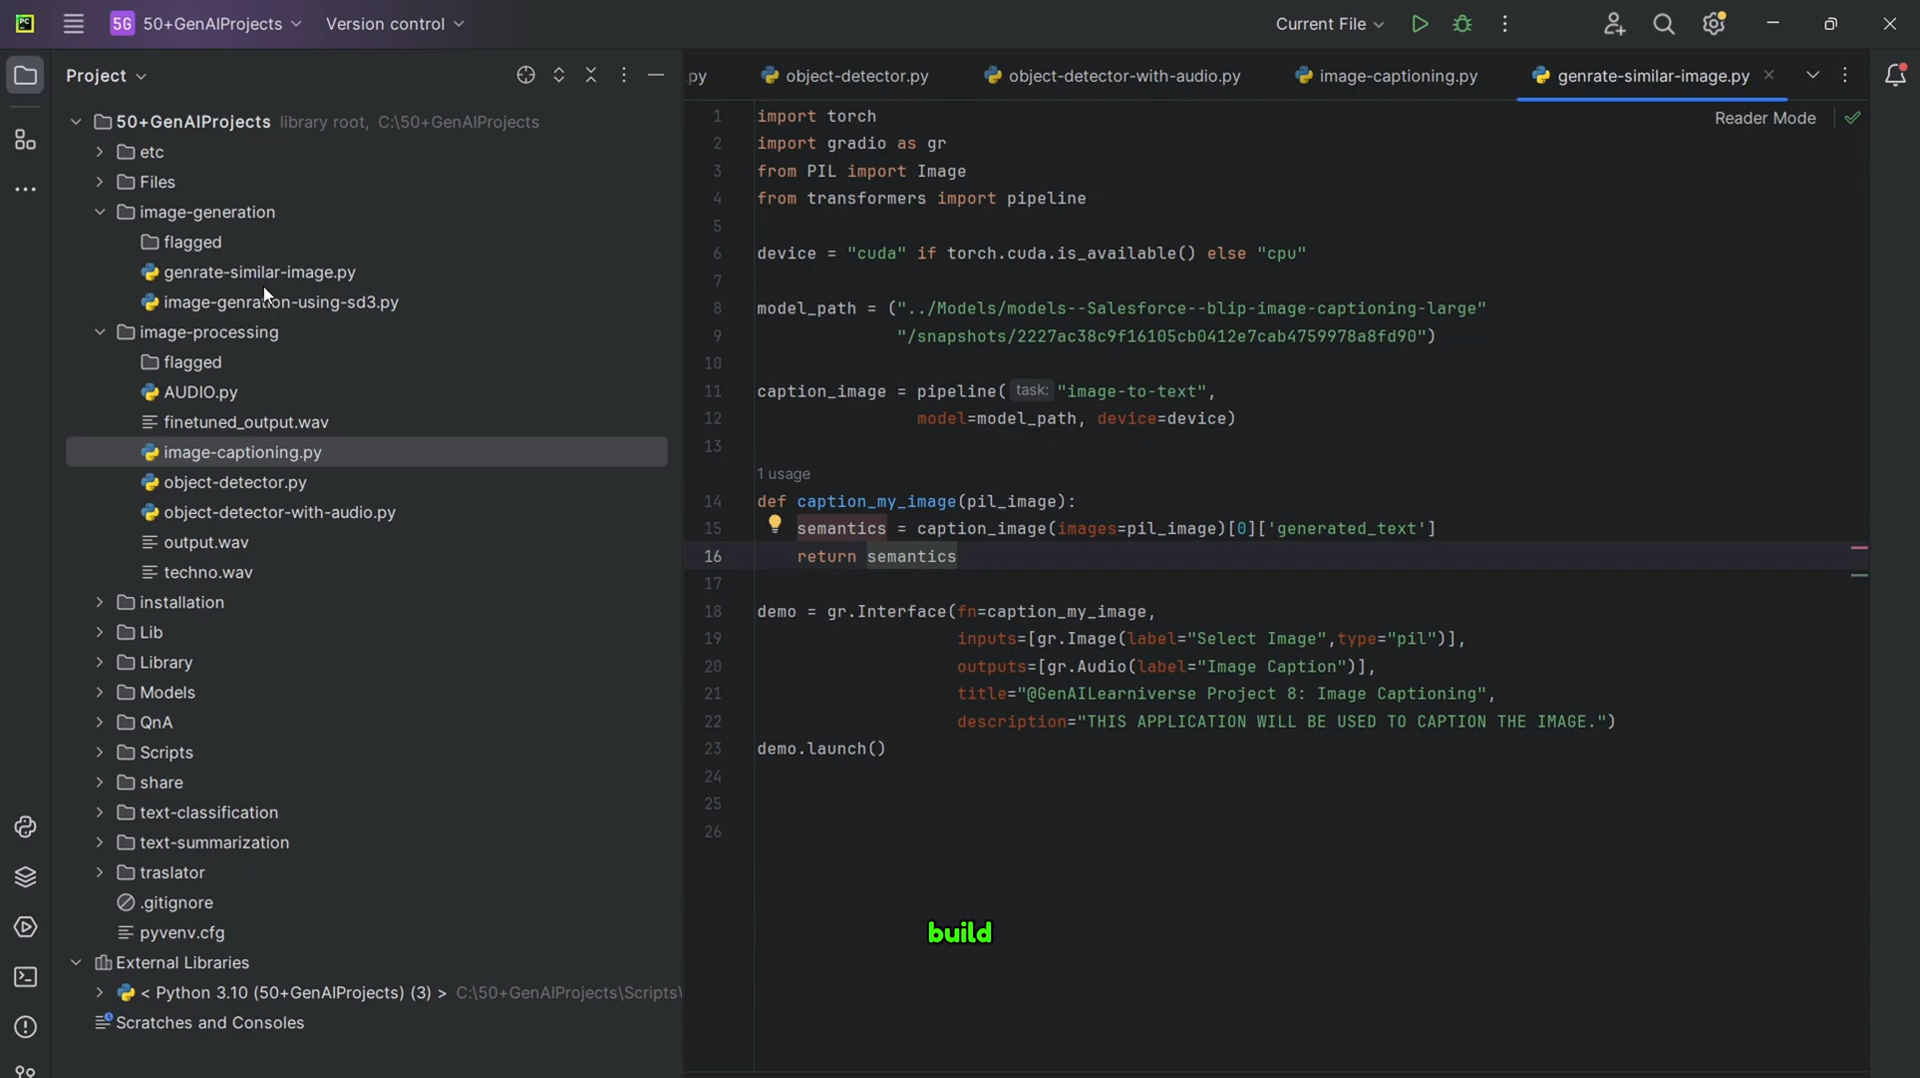 5G 50+GenAIProjects Version control Current File
Project
50+GenAIProjects library root, C:\50+GenAIProjects
etc
Files
image-generation
flagged
genrate-similar-image.py
image-genration-using-sd3.py
image-processing
flagged
AUDIO.py
finetuned_output.wav
image-captioning.py
object-detector.py
object-detector-with-audio.py
output.wav
techno.wav
installation
Lib
Library
Models
QnA
Scripts
share
text-classification
text-summarization
traslator
.gitignore
pyvenv.cfg
External Libraries
< Python 3.10 (50+GenAIProjects) (3) > C:\50+GenAIProjects\Scripts\
Scratches and Consoles
py object-detector.py object-detector-with-audio.py image-captioning.py genrate-similar-image.py
Reader Mode
1 import torch
2 import gradio as gr
3 from PIL import Image
4 from transformers import pipeline
5
6 device = "cuda" if torch.cuda.is_available() else "cpu"
7
8 model_path = ("../Models/models--Salesforce--blip-image-captioning-large"
9 "/snapshots/2227ac38c9f16105cb0412e7cab4759978a8fd90")
10
11 caption_image = pipeline( task: "image-to-text",
12 model=model_path, device=device)
13
1 usage
14 def caption_my_image(pil_image):
15 semantics = caption_image(images=pil_image)[0]['generated_text']
16 return semantics
17
18 demo = gr.Interface(fn=caption_my_image,
19 inputs=[gr.Image(label="Select Image",type="pil")],
20 outputs=[gr.Audio(label="Image Caption")],
21 title="@GenAILearniverse Project 8: Image Captioning",
22 description="THIS APPLICATION WILL BE USED TO CAPTION THE IMAGE.")
23 demo.launch()
24
25
26
build